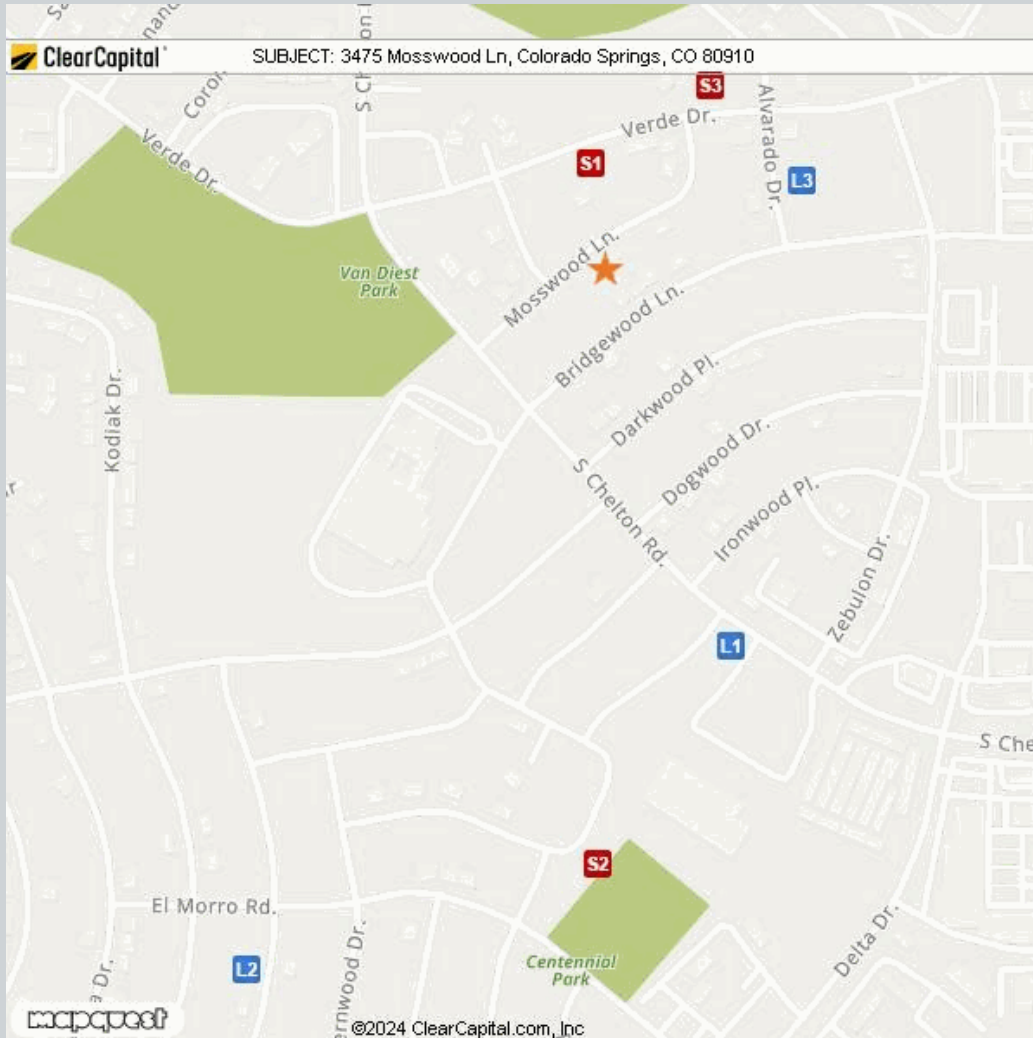 ClearCapital
SUBJECT: 3475 Mosswood Ln, Colorado Springs, CO 80910
S3
Verde Dr.
Alvarado Dr.
S1
L3
Verde Dr.
Van Diest
Park
Mosswood Ln.
Bridgewood Ln.
Darkwood Pl.
Kodiak Dr.
Dogwood Dr.
S Chelton Rd.
Ironwood Pl.
Zebulon Dr.
L1
S Che
S2
El Morro Rd.
Delta Dr.
L2
Centennial
Park
ernwood Dr.
mapquest
©2024 ClearCapital.com, Inc